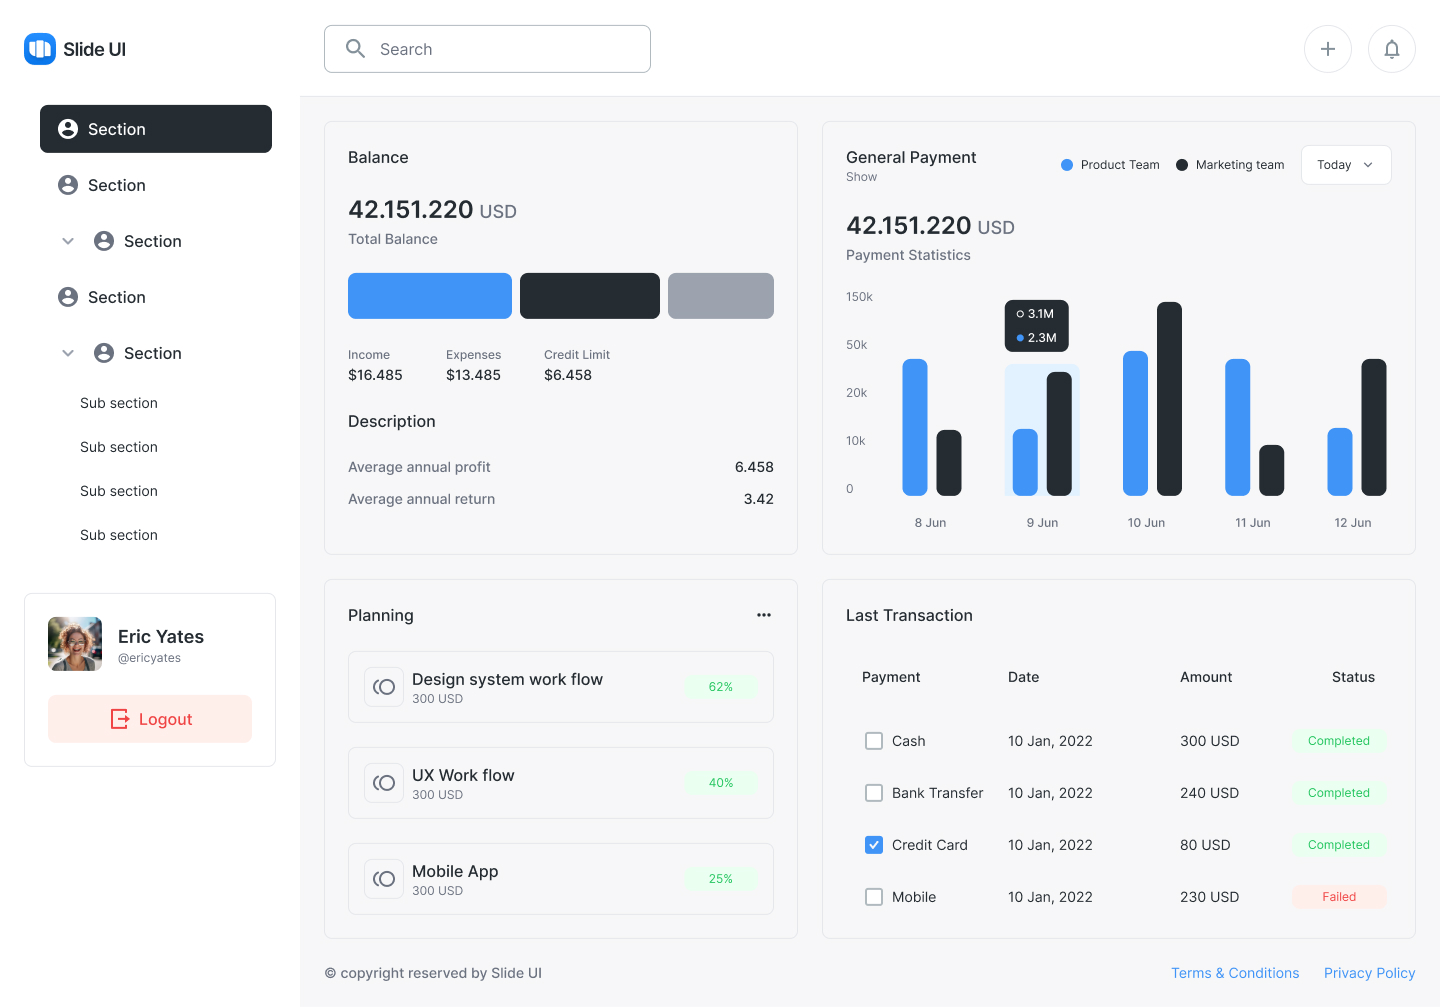 Slide UI
Search
Section
Section
Section
Section
Section
Sub section
Sub section
Sub section
Sub section
Eric Yates
@ericyates
Logout
Balance
42.151.220 USD
Total Balance
Income
Expenses
Credit Limit
$16.485
$13.485
$6.458
Description
Average annual profit 6.458
Average annual return 3.42
General Payment
Show
Product Team
Marketing team
Today
42.151.220 USD
Payment Statistics
150k
50k
20k
10k
0
3.1M
2.3M
8 Jun
9 Jun
10 Jun
11 Jun
12 Jun
Planning
Design system work flow
300 USD
62%
UX Work flow
300 USD
40%
Mobile App
300 USD
25%
Last Transaction
Payment Date Amount Status
Cash 10 Jan, 2022 300 USD Completed
Bank Transfer 10 Jan, 2022 240 USD Completed
Credit Card 10 Jan, 2022 80 USD Completed
Mobile 10 Jan, 2022 230 USD Failed
© copyright reserved by Slide UI
Terms & Conditions
Privacy Policy